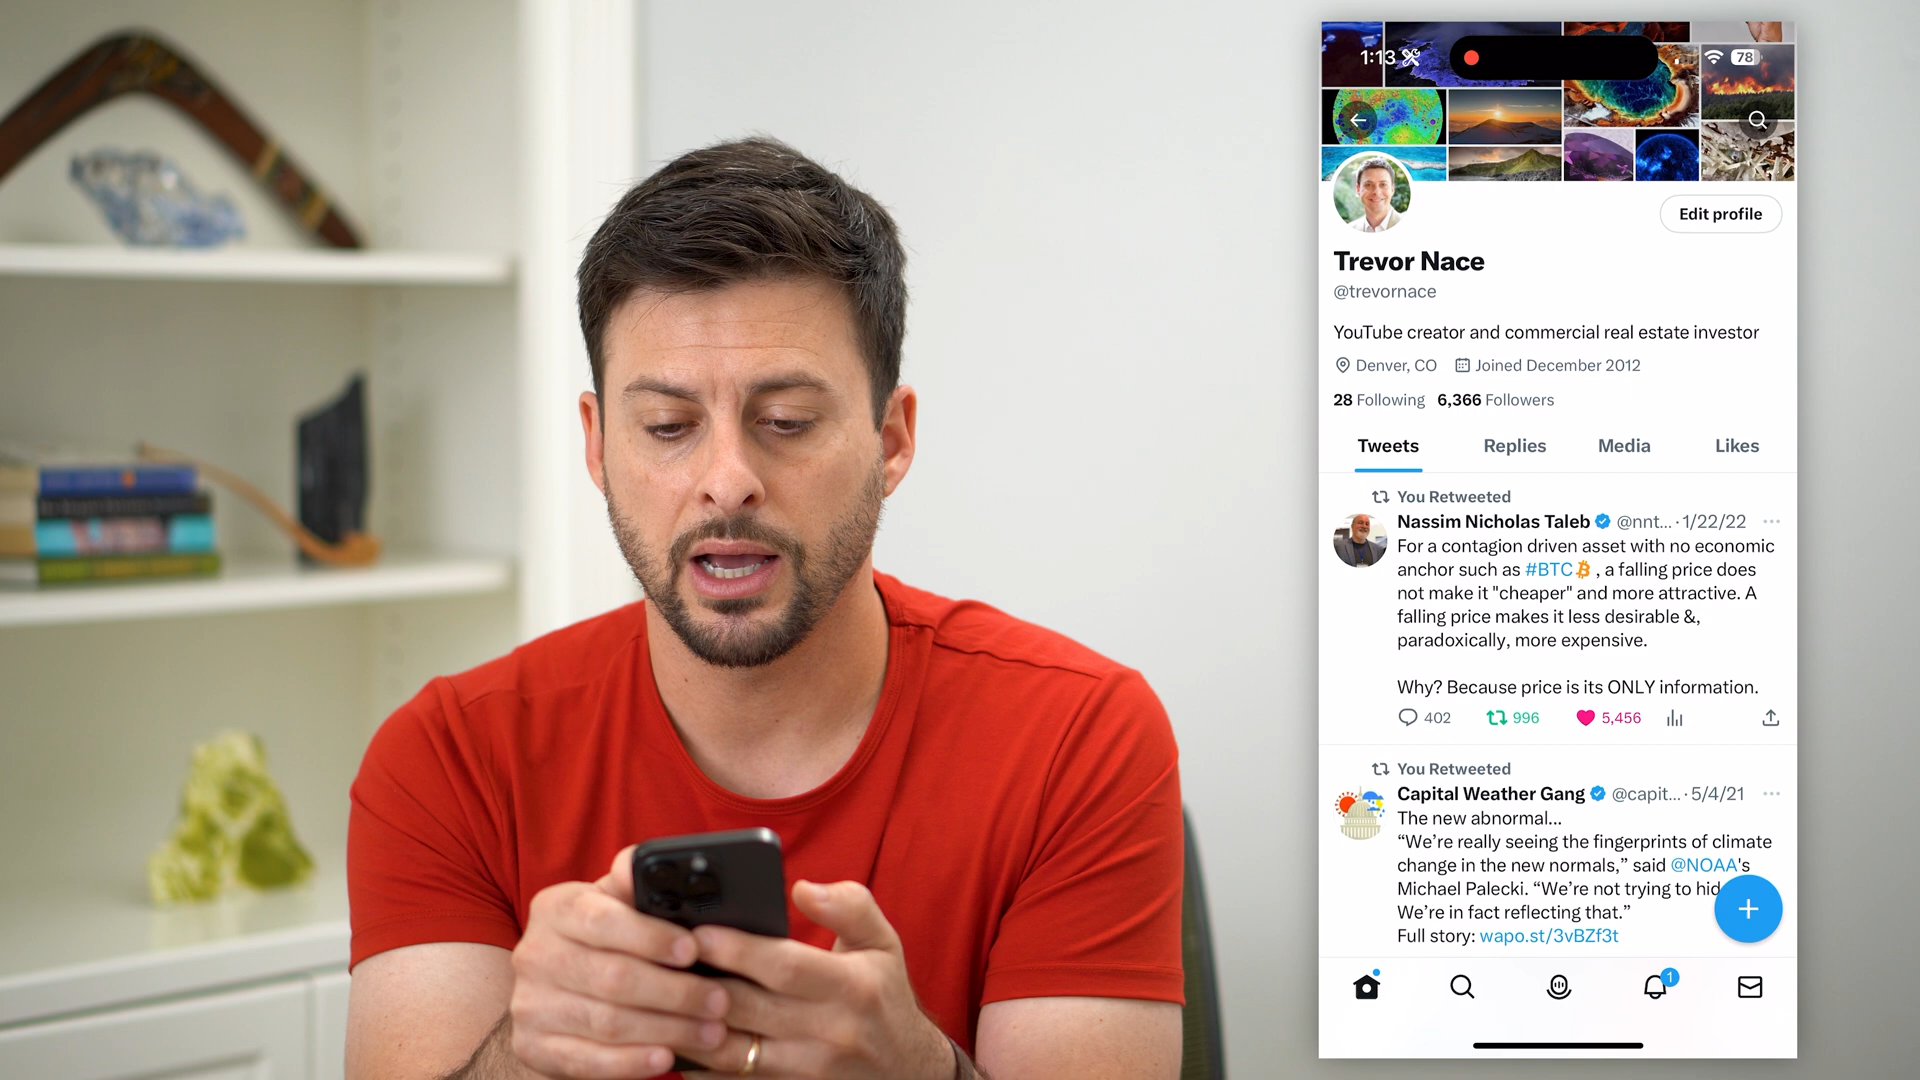 1:13
78
Edit profile
Trevor Nace
@trevornace
YouTube creator and commercial real estate investor
Denver, CO Joined December 2012
28 Following 6,366 Followers
Tweets Replies Media Likes
You Retweeted
Nassim Nicholas Taleb @nnt... · 1/22/22
For a contagion driven asset with no economic
anchor such as #BTC , a falling price does
not make it "cheaper" and more attractive. A
falling price makes it less desirable &,
paradoxically, more expensive.
Why? Because price is its ONLY information.
402 996 5,456
You Retweeted
Capital Weather Gang @capit... · 5/4/21
The new abnormal...
“We’re really seeing the fingerprints of climate
change in the new normals,” said @NOAA's
Michael Palecki. “We’re not trying to hid
We’re in fact reflecting that.”
Full story: wapo.st/3vBZf3t
1